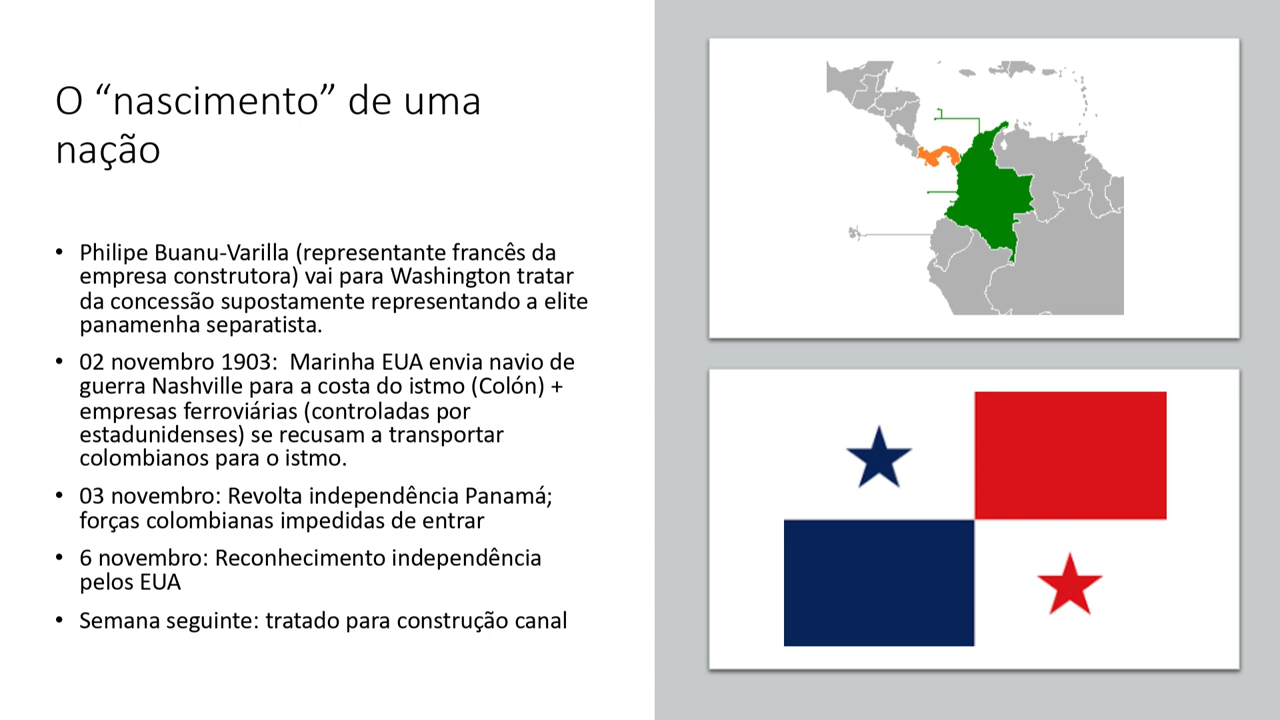 O “nascimento” de uma
nação
• Philipe Buanu-Varilla (representante francês da
empresa construtora) vai para Washington tratar
da concessão supostamente representando a elite
panamenha separatista.
• 02 novembro 1903:  Marinha EUA envia navio de
guerra Nashville para a costa do istmo (Colón) +
empresas ferroviárias (controladas por
estadunidenses) se recusam a transportar
colombianos para o istmo.
• 03 novembro: Revolta independência Panamá;
forças colombianas impedidas de entrar
• 6 novembro: Reconhecimento independência
pelos EUA
• Semana seguinte: tratado para construção canal